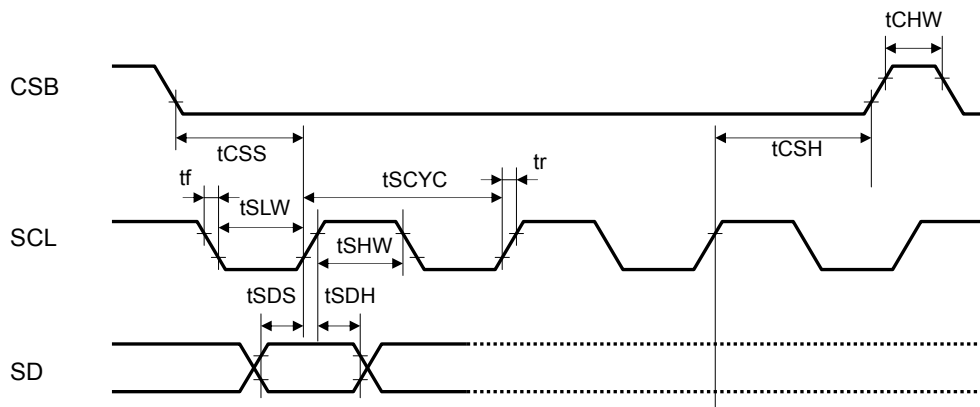 tCHW
CSB
tCSS
tCSH
tf
tSCYC
tr
tSLW
SCL
tSHW
tSDS
tSDH
SD